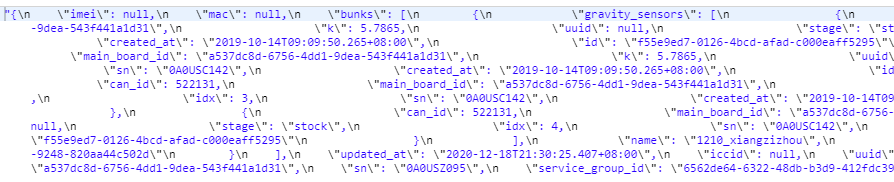 "{\n    \"imei\": null,\n    \"mac\": null,\n    \"bunks\": [\n        {\n            \"gravity_sensors\": [\n                {\n
-9dea-543f441a1d31\",\n                    \"k\": 5.7865,\n                    \"uuid\": null,\n                    \"stage\": \"st
\"created_at\": \"2019-10-14T09:09:50.265+08:00\",\n                    \"id\": \"f55e9ed7-0126-4bcd-afad-c000eaff5295\"
\"main_board_id\": \"a537dc8d-6756-4dd1-9dea-543f441a1d31\",\n                    \"k\": 5.7865,\n                    \"uuid
\"sn\": \"0A0USC142\",\n                    \"created_at\": \"2019-10-14T09:09:50.265+08:00\",\n                    \"id
\"can_id\": 522131,\n                    \"main_board_id\": \"a537dc8d-6756-4dd1-9dea-543f441a1d31\",\n
,\n                    \"idx\": 3,\n                    \"sn\": \"0A0USC142\",\n                    \"created_at\": \"2019-10-14T09
},\n                {\n                    \"can_id\": 522131,\n                    \"main_board_id\": \"a537dc8d-6
null,\n                    \"stage\": \"stock\",\n                    \"idx\": 4,\n                    \"sn\": \"0A0USC142\",\n
\"f55e9ed7-0126-4bcd-afad-c000eaff5295\"\n                }\n            ],\n            \"name\": \"1210_xiangzizhou\",\n
-9248-820aa44c502d\"\n        }\n    ],\n    \"updated_at\": \"2020-12-18T21:30:25.407+08:00\",\n    \"iccid\": null,\n    \"uuid\"
\"a537dc8d-6756-4dd1-9dea-543f441a1d31\",\n    \"sn\": \"0A0USZ095\",\n    \"service_group_id\": \"6562de64-6322-48db-b3d9-412fdc39